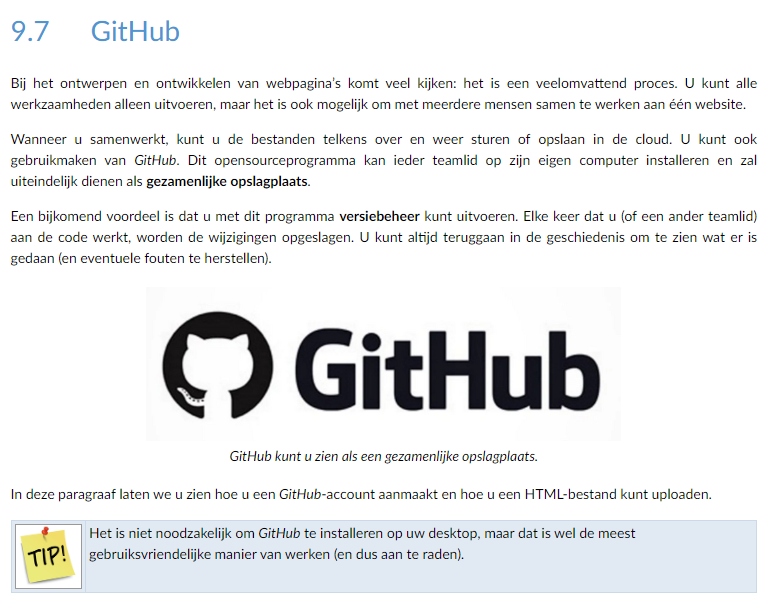 9.7 GitHub
Bij het ontwerpen en ontwikkelen van webpagina's komt veel kijken: het is een veelomvattend proces. U kunt alle
werkzaamheden alleen uitvoeren, maar het is ook mogelijk om met meerdere mensen samen te werken aan één website.
Wanneer u samenwerkt, kunt u de bestanden telkens over en weer sturen of opslaan in de cloud. U kunt ook
gebruikmaken van GitHub. Dit opensourceprogramma kan ieder teamlid op zijn eigen computer installeren en zal
uiteindelijk dienen als gezamenlijke opslagplaats.
Een bijkomend voordeel is dat u met dit programma versiebeheer kunt uitvoeren. Elke keer dat u (of een ander teamlid)
aan de code werkt, worden de wijzigingen opgeslagen. U kunt altijd teruggaan in de geschiedenis om te zien wat er is
gedaan (en eventuele fouten te herstellen).
GitHub
GitHub kunt u zien als een gezamenlijke opslagplaats.
In deze paragraaf laten we u zien hoe u een GitHub-account aanmaakt en hoe u een HTML-bestand kunt uploaden.
TIP!
Het is niet noodzakelijk om GitHub te installeren op uw desktop, maar dat is wel de meest
gebruiksvriendelijke manier van werken (en dus aan te raden).